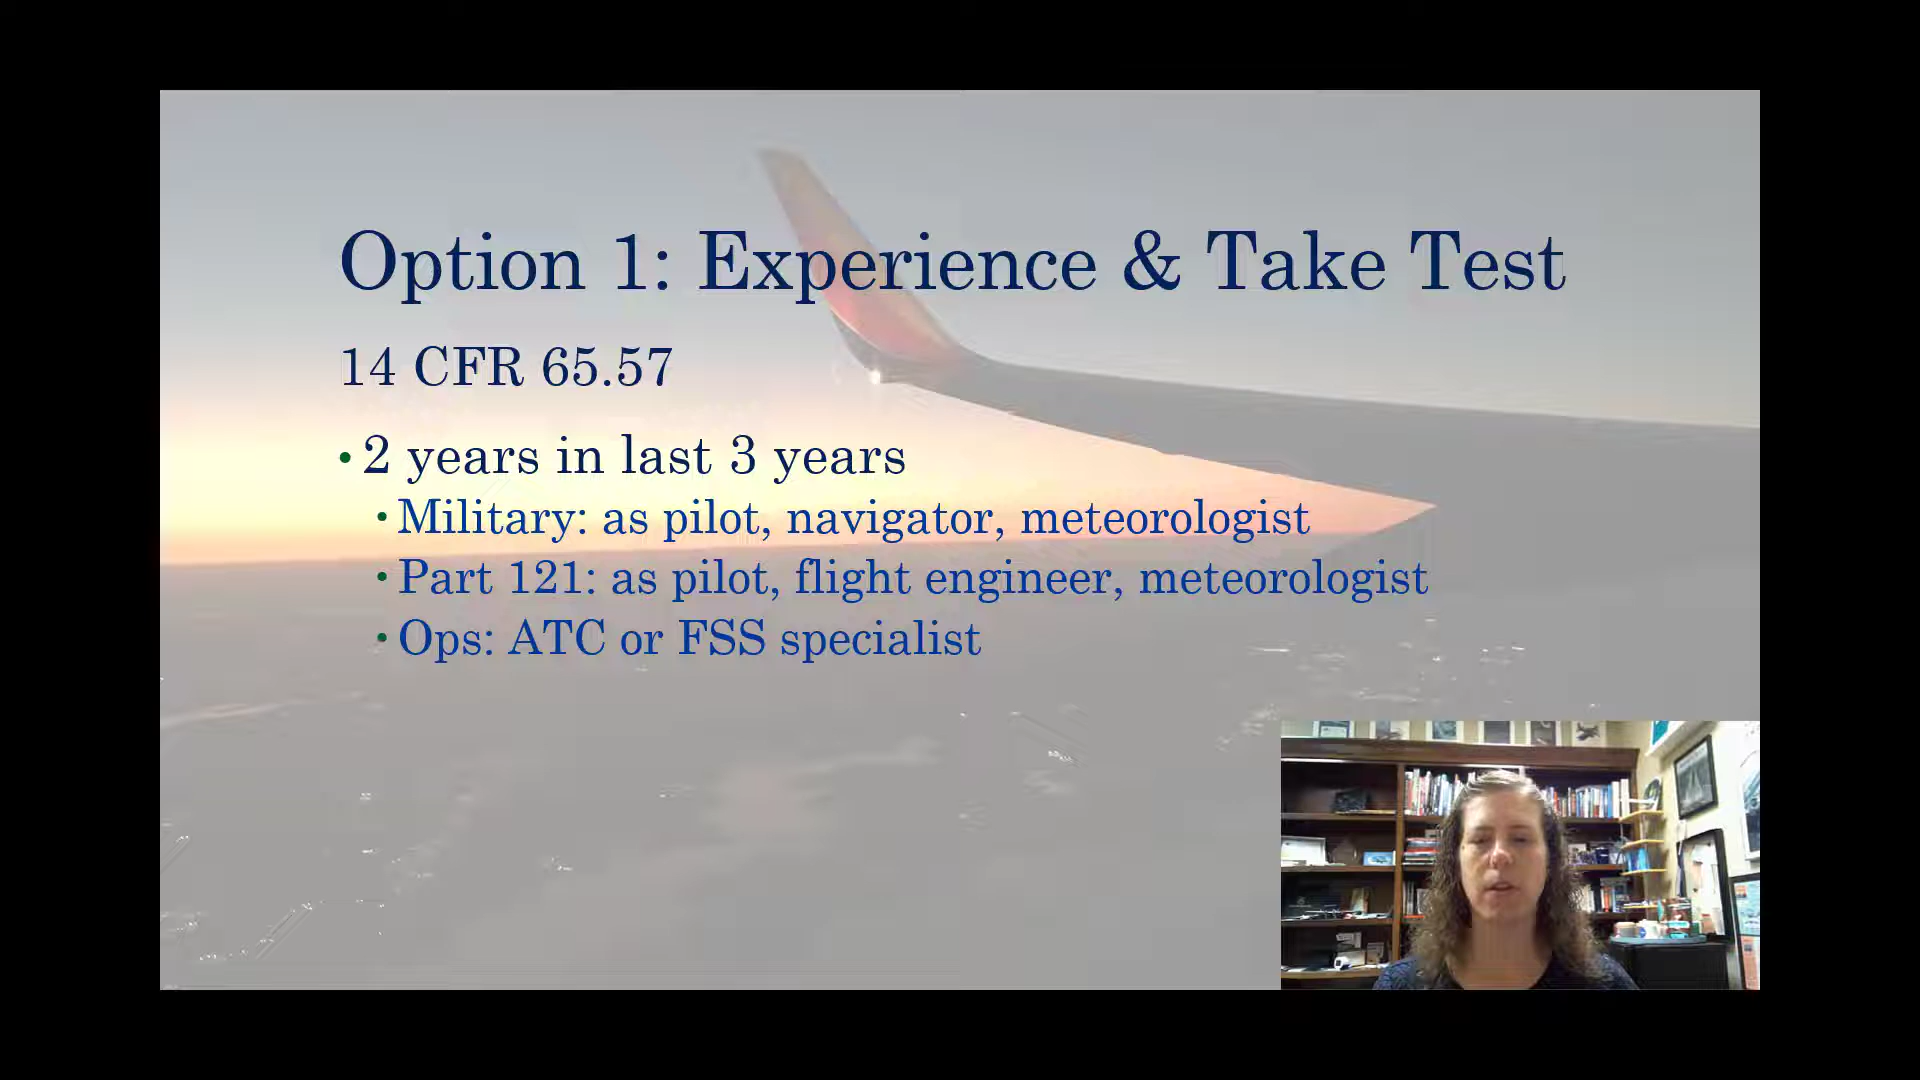 Option 1: Experience & Take Test
14 CFR 65.57
• 2 years in last 3 years
• Military: as pilot, navigator, meteorologist
• Part 121: as pilot, flight engineer, meteorologist
• Ops: ATC or FSS specialist